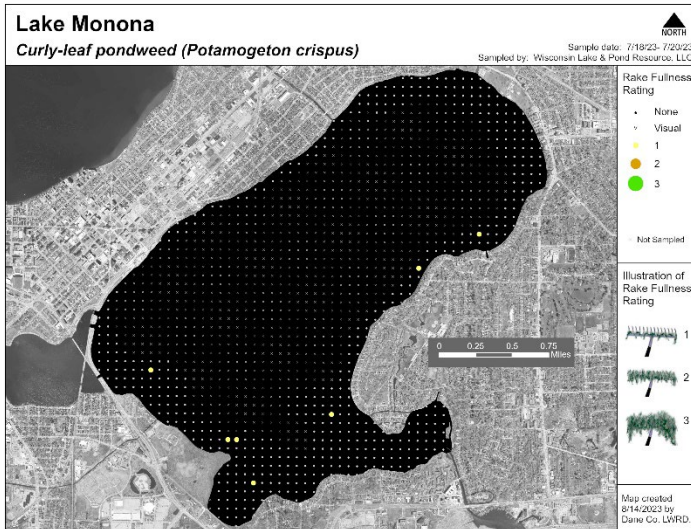 Lake Monona
Curly-leaf pondweed (Potamogeton crispus)
NORTH
Sample date: 7/18/23- 7/20/23
Sampled by: Wisconsin Lake & Pond Resource, LLC
Rake Fullness
Rating
None
Visual
1
2
3
Not Sampled
Illustration of
Rake Fullness
Rating
1
2
3
0 0.25 0.5 0.75
Miles
Map created
8/14/2023 by
Dane Co. LWRD.